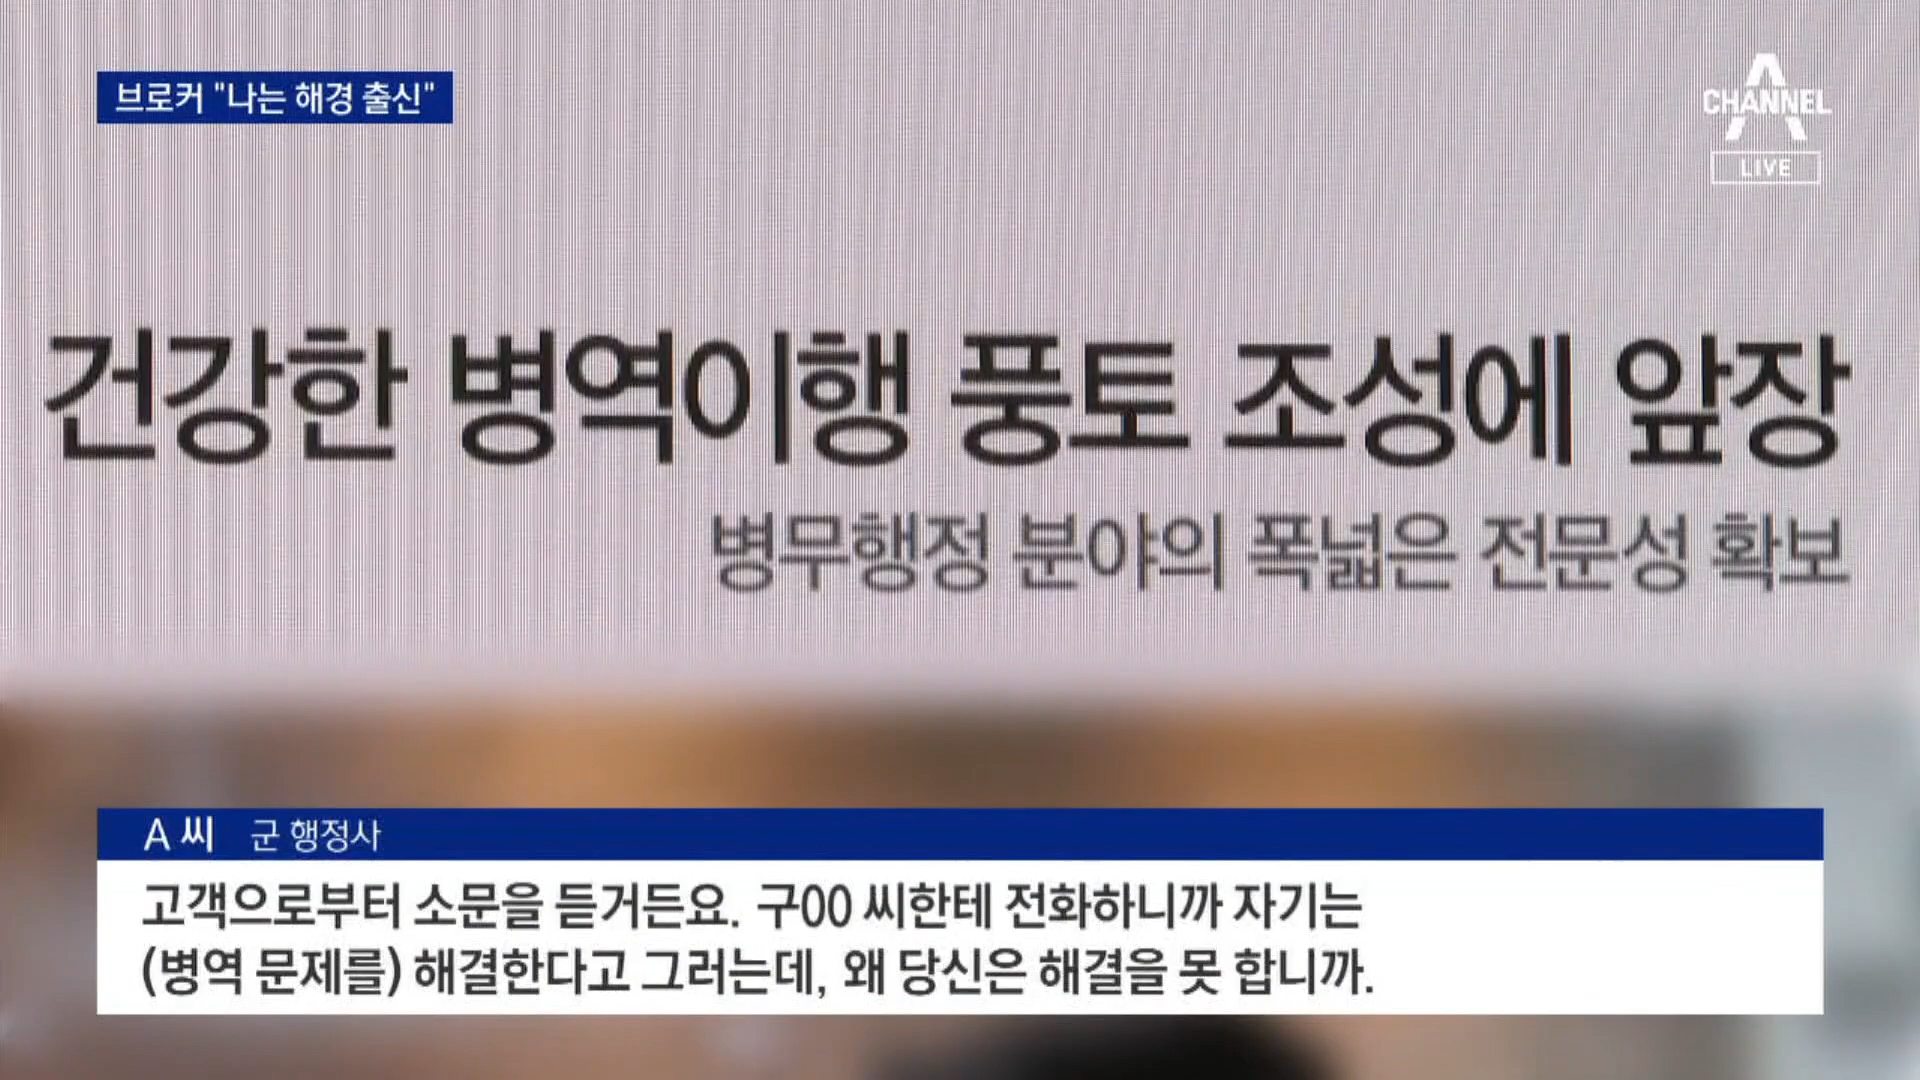 브로커 "나는 해경 출신"
CHANNEL A
LIVE
건강한 병역이행 풍토 조성에 앞장
병무행정 분야의 폭넓은 전문성 확보
A 씨 군 행정사
고객으로부터 소문을 듣거든요. 구00 씨한테 전화하니까 자기는
(병역 문제를) 해결한다고 그러는데, 왜 당신은 해결을 못 합니까.